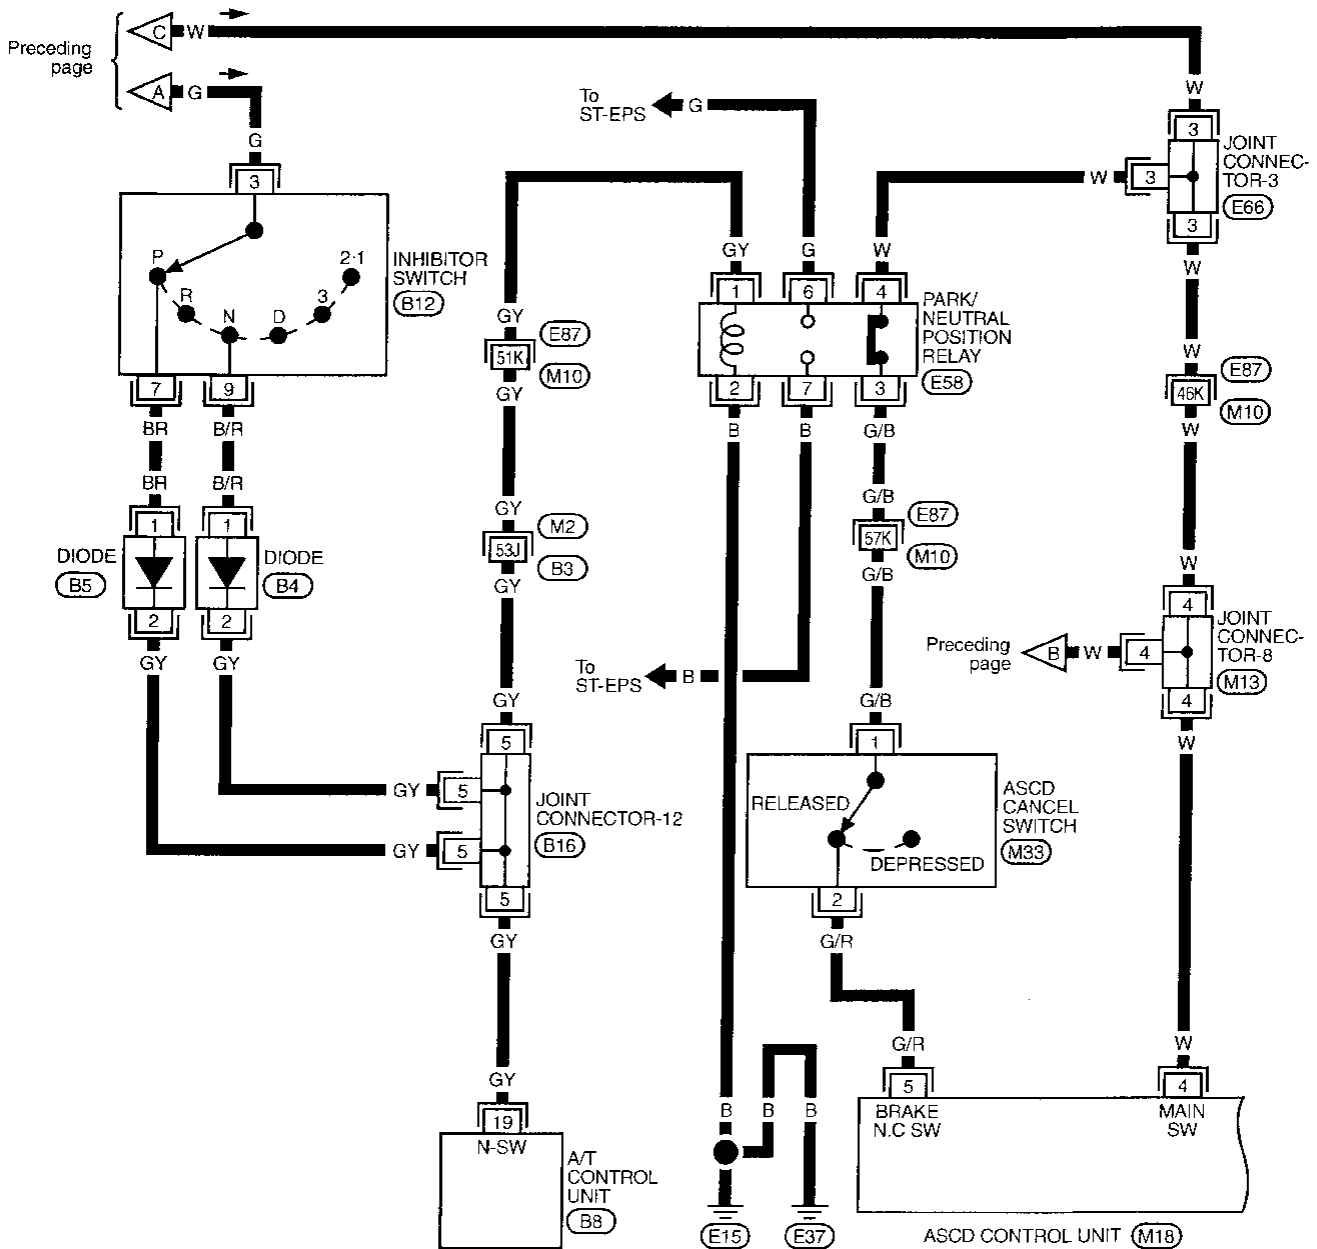 Preceding
page
C W
A G
G
3
P
R
N
D
3
2·1
INHIBITOR
SWITCH
B12
7 9
BR B/R
BR B/R
1 1
DIODE
B5
DIODE
B4
2 2
GY GY
To
ST-EPS
G
GY
51K
E87
M10
GY
GY
53J
M2
B3
GY
GY
5
GY 5
GY 5
JOINT
CONNECTOR-12
B16
5
GY
GY
19
N-SW
A/T
CONTROL
UNIT
B8
GY G W
1 6 4
PARK/
NEUTRAL
POSITION
RELAY
E58
2 7 3
B B G/B
G/B
57K
E87
M10
G/B
To
ST-EPS
B
G/B
1
RELEASED
DEPRESSED
ASCD
CANCEL
SWITCH
M33
2
G/R
G/R
5
BRAKE
N.C SW
B B B
E15 E37
W
3
W 3
JOINT
CONNEC-
TOR-3
E66
3
W
W
46K
E87
M10
W
W
4
Preceding
page
B W 4
JOINT
CONNEC-
TOR-8
M13
4
W
W
4
MAIN
SW
ASCD CONTROL UNIT M18